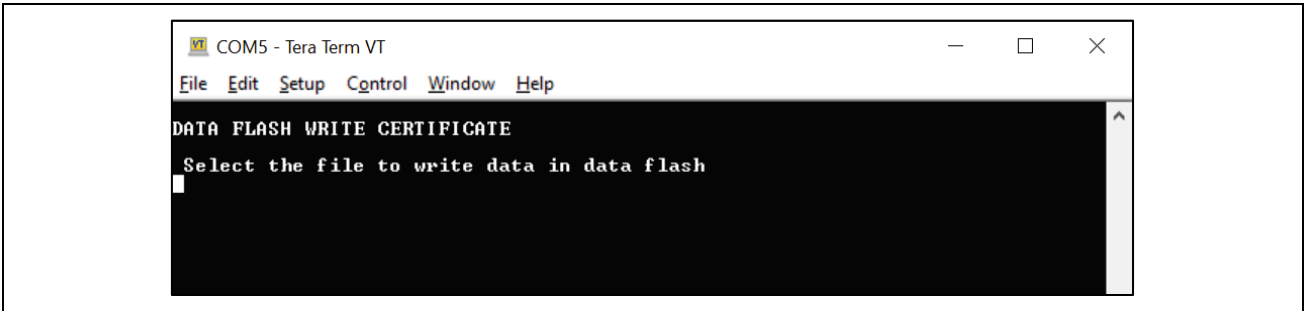 VT COM5 - Tera Term VT
File Edit Setup Control Window Help
DATA FLASH WRITE CERTIFICATE
Select the file to write data in data flash